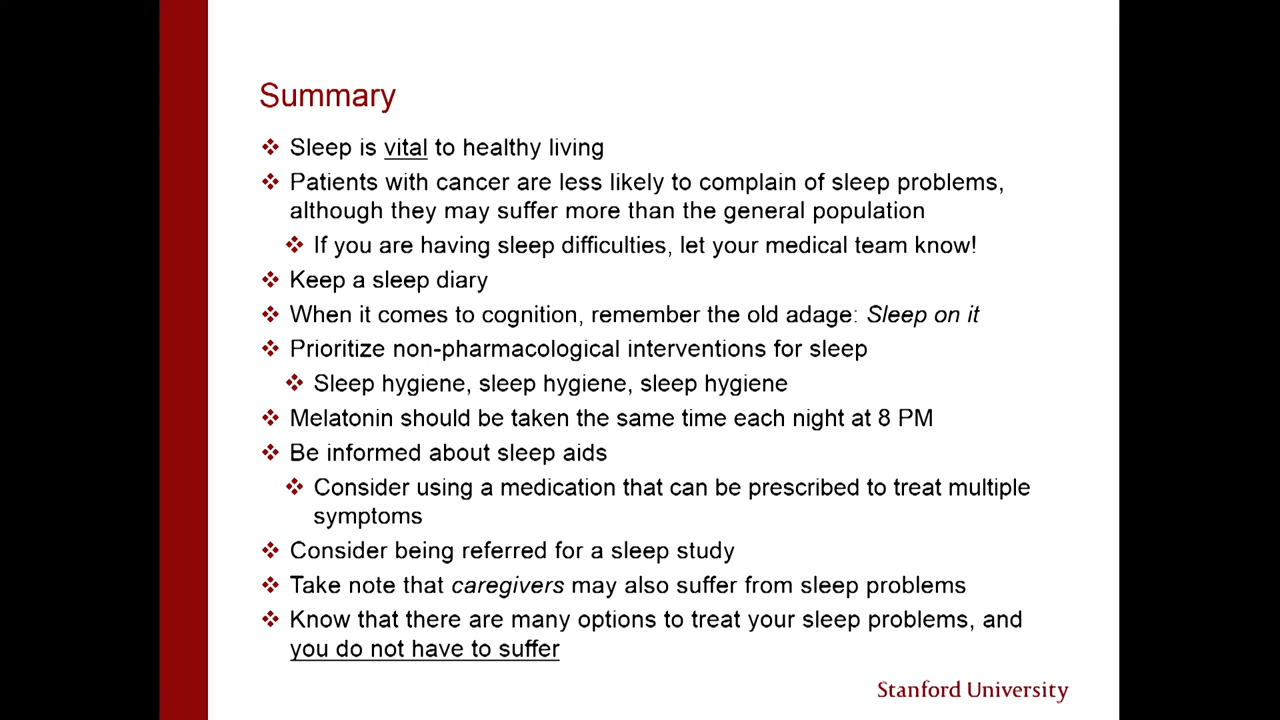 Summary
❖ Sleep is vital to healthy living
❖ Patients with cancer are less likely to complain of sleep problems,
although they may suffer more than the general population
❖ If you are having sleep difficulties, let your medical team know!
❖ Keep a sleep diary
❖ When it comes to cognition, remember the old adage: Sleep on it
❖ Prioritize non-pharmacological interventions for sleep
❖ Sleep hygiene, sleep hygiene, sleep hygiene
❖ Melatonin should be taken the same time each night at 8 PM
❖ Be informed about sleep aids
❖ Consider using a medication that can be prescribed to treat multiple
symptoms
❖ Consider being referred for a sleep study
❖ Take note that caregivers may also suffer from sleep problems
❖ Know that there are many options to treat your sleep problems, and
you do not have to suffer
Stanford University